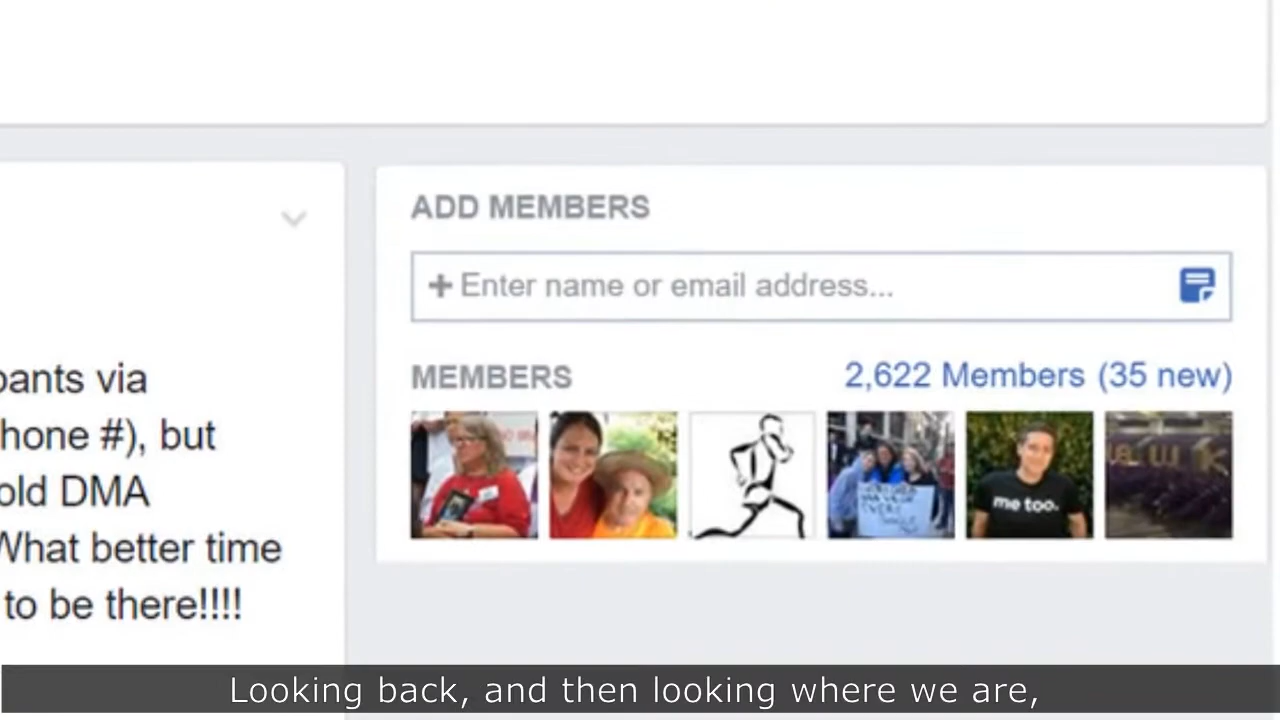 ADD MEMBERS
+ Enter name or email address...
MEMBERS
2,622 Members (35 new)
pants via
hone #), but
old DMA
What better time
to be there!!!!
me too.
Looking back, and then looking where we are,